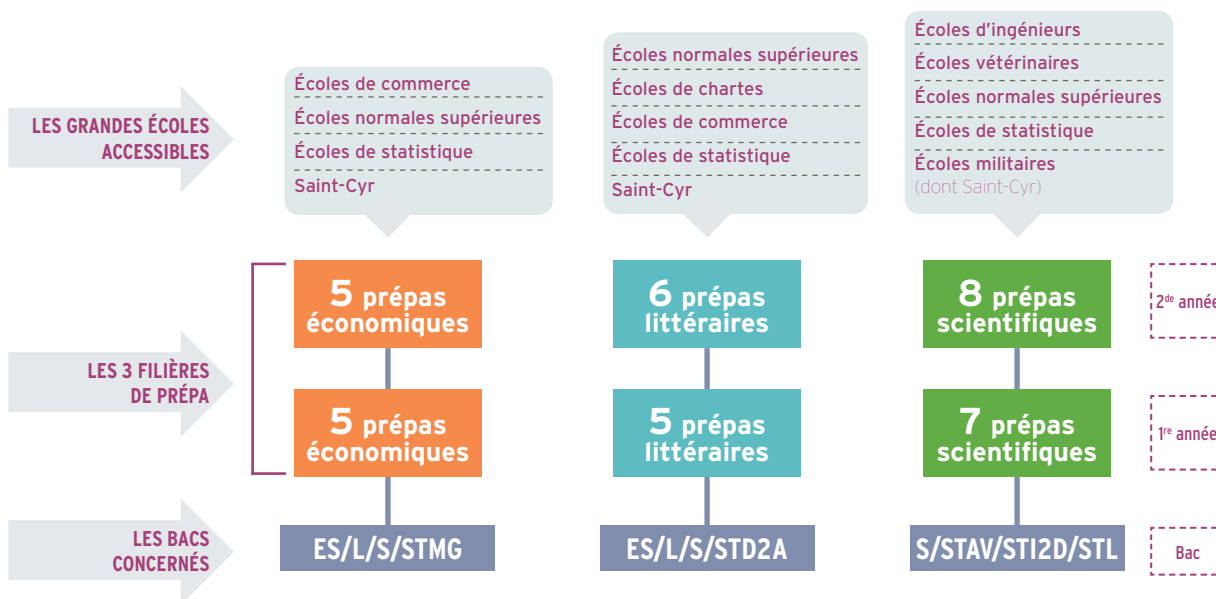 LES GRANDES ÉCOLES
ACCESSIBLES
Écoles de commerce
Écoles normales supérieures
Écoles de statistique
Saint-Cyr
Écoles normales supérieures
Écoles de chartes
Écoles de commerce
Écoles de statistique
Saint-Cyr
Écoles d'ingénieurs
Écoles vétérinaires
Écoles normales supérieures
Écoles de statistique
Écoles militaires
(dont Saint-Cyr)
LES 3 FILIÈRES
DE PRÉPA
5 prépas
économiques
6 prépas
littéraires
8 prépas
scientifiques
2de année
5 prépas
économiques
5 prépas
littéraires
7 prépas
scientifiques
1re année
LES BACS
CONCERNÉS
ES/L/S/STMG
ES/L/S/STD2A
S/STAV/STI2D/STL
Bac